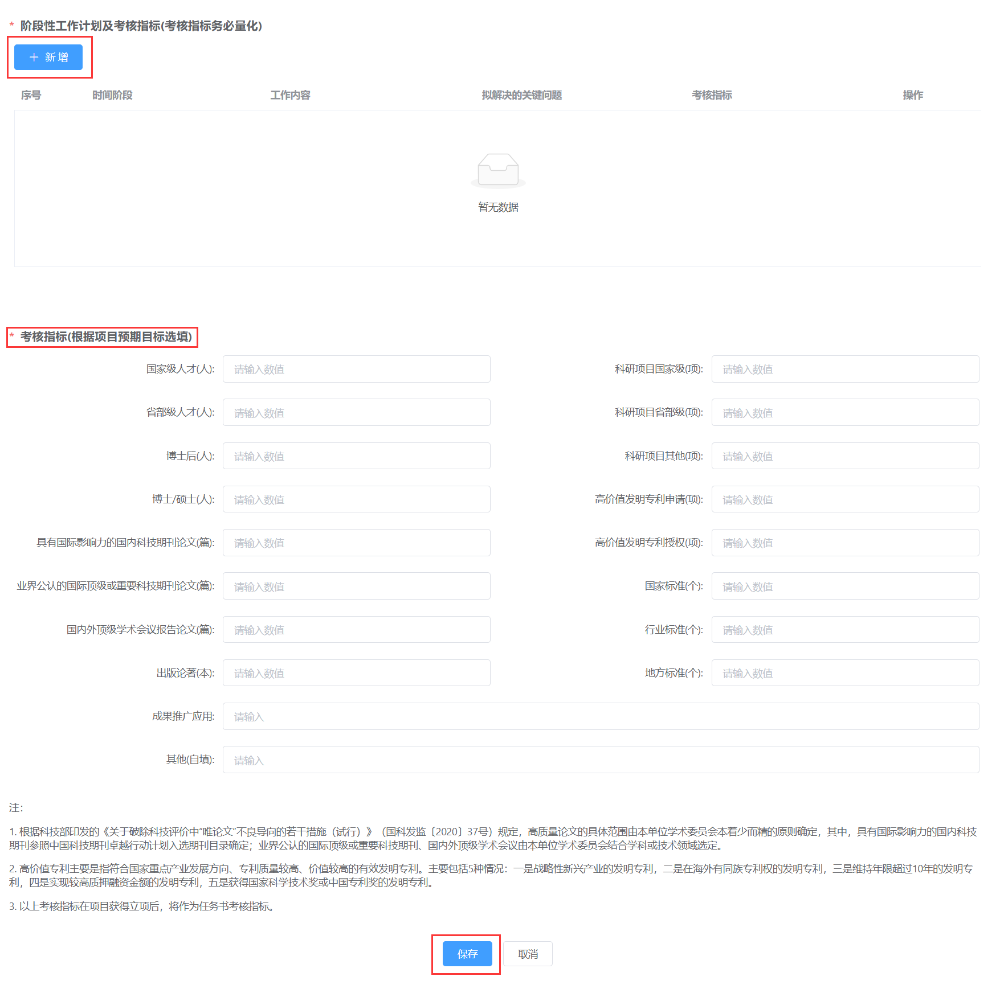 * 阶段性工作计划及考核指标(考核指标务必量化)
+ 新增
序号 时间阶段 工作内容 拟解决的关键问题 考核指标 操作
暂无数据
* 考核指标(根据项目预期目标选填)
国家级人才(人): 请输入数值 科研项目国家级(项): 请输入数值
省部级人才(人): 请输入数值 科研项目省部级(项): 请输入数值
博士后(人): 请输入数值 科研项目其他(项): 请输入数值
博士/硕士(人): 请输入数值 高价值发明专利申请(项): 请输入数值
具有国际影响力的国内科技期刊论文(篇): 请输入数值 高价值发明专利授权(项): 请输入数值
业界公认的国际顶级或重要科技期刊论文(篇): 请输入数值 国家标准(个): 请输入数值
国内外顶级学术会议报告论文(篇): 请输入数值 行业标准(个): 请输入数值
出版论著(本): 请输入数值 地方标准(个): 请输入数值
成果推广应用: 请输入
其他(自填): 请输入
注：
1. 根据科技部印发的《关于破除科技评价中“唯论文”不良导向的若干措施（试行）》（国科发监〔2020〕37号）规定，高质量论文的具体范围由本单位学术委员会本着少而精的原则确定，其中，具有国际影响力的国内科技
期刊参照中国科技期刊卓越行动计划入选期刊目录确定；业界公认的国际顶级或重要科技期刊、国内外顶级学术会议由本单位学术委员会结合学科或技术领域选定。
2. 高价值专利主要是指符合国家重点产业发展方向、专利质量较高、价值较高的有效发明专利。主要包括5种情况：一是战略性新兴产业的发明专利，二是在海外有同族专利权的发明专利，三是维持年限超过10年的发明专
利，四是实现较高质押融资金额的发明专利，五是获得国家科学技术奖或中国专利奖的发明专利。
3. 以上考核指标在项目获得立项后，将作为任务书考核指标。
保存 取消